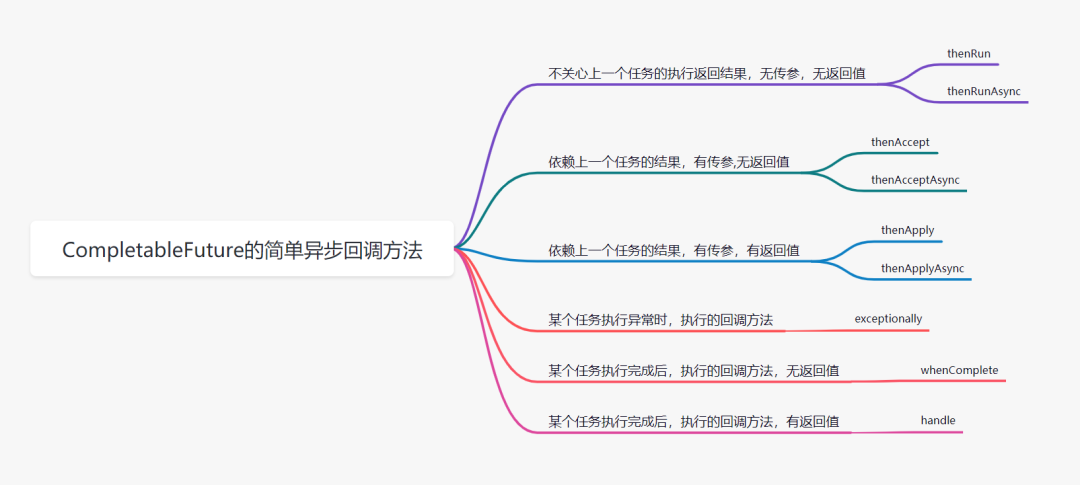 CompletableFuture的简单异步回调方法
不关心上一个任务的执行返回结果，无传参，无返回值
thenRun
thenRunAsync
依赖上一个任务的结果，有传参,无返回值
thenAccept
thenAcceptAsync
依赖上一个任务的结果，有传参，有返回值
thenApply
thenApplyAsync
某个任务执行异常时，执行的回调方法
exceptionally
某个任务执行完成后，执行的回调方法，无返回值
whenComplete
某个任务执行完成后，执行的回调方法，有返回值
handle